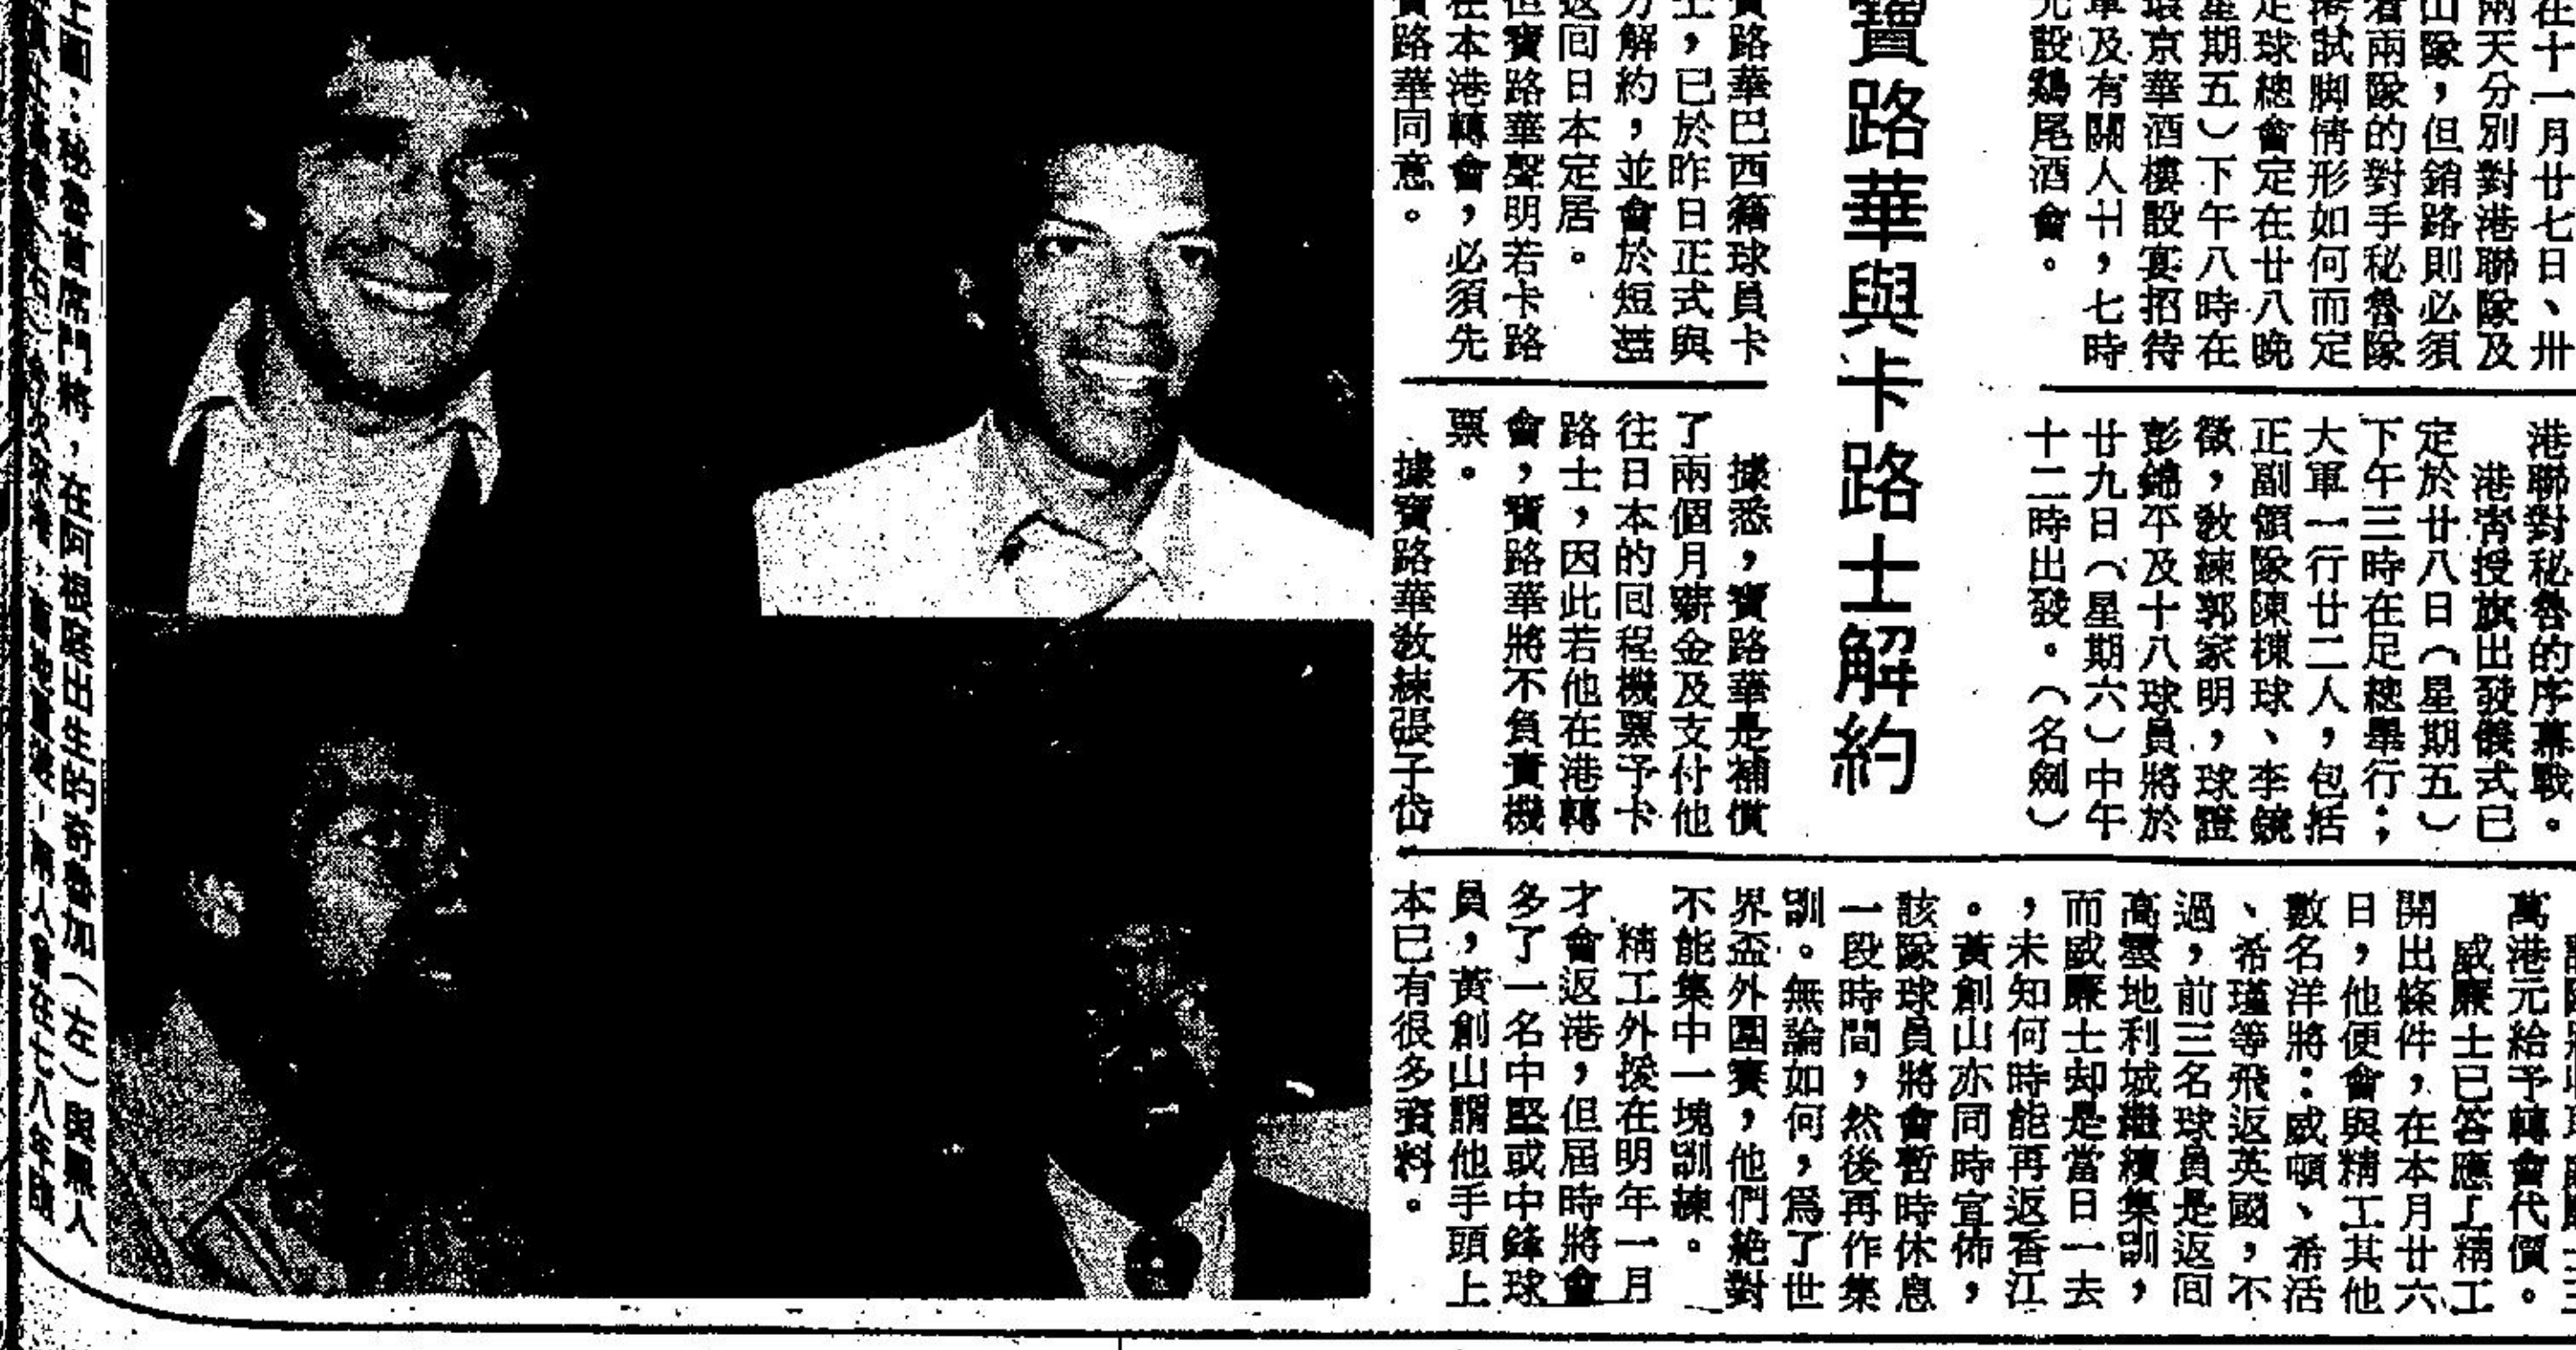 在十一月廿七日、卅
兩天分別對港聯隊及
山隊，但銷路則必須
着兩隊的對手秘魯隊
港試脚情形如何而定
足球總會定在廿八晚
星期五）下午八時在
環京華酒樓設宴招待
軍及有關人士，七時
先設鷄尾酒會。
港聯對秘魯的序幕戰。
港青授旗出發儀式已
定於廿八日（星期五）
下午三時在足總舉行；
大軍一行廿二人，包括
正副領隊陳棟球、李兢
徵，敎練郭家明，球證
彭錦平及十八球員將於
廿九日（星期六）中午
十二時出發。（名劍）
寶路華與卡路士解約
寶路華巴西籍球員卡
士，已於昨日正式與
方解約，並會於短期
返回日本定居。
但寶路華聲明若卡路
在本港轉會，必須先
寶路華同意。
據悉，寶路華是補償
了兩個月薪金及支付他
往日本的回程機票予卡
路士，因此若他在港轉
會，寶路華將不負責機
票。
據寶路華敎練張子岱
萬港元給予轉會代價。
威廉士已答應了精工
開出條件，在本月廿六
日，他便會與精工其他
數名洋將：威頓、希活
、希瑾等飛返英國，不
過，前三名球員是返回
高雲地利城繼續集訓，
而威廉士却是當日一去
，未知何時能再返香江
。黃創山亦同時宣佈，
該隊球員將會暫時休息
一段時間，然後再作集
訓。無論如何，爲了世
界盃外圍賽，他們絶對
不能集中一塊訓練。
精工外援在明年一月
才會返港，但屆時將會
多了一名中堅或中鋒球
員，黃創山謂他手頭上
本已有很多資料。